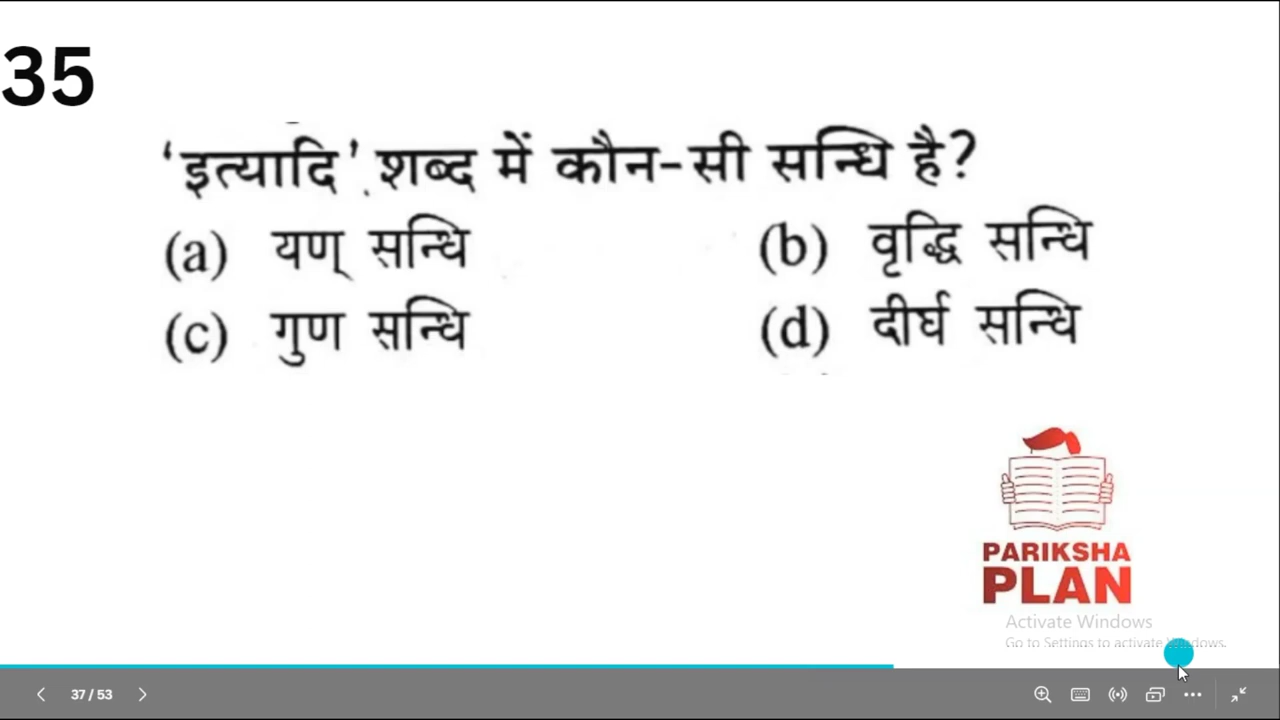 35
'इत्यादि' शब्द में कौन-सी सन्धि है?
(a) यण् सन्धि (b) वृद्धि सन्धि
(c) गुण सन्धि (d) दीर्घ सन्धि
PARIKSHA
PLAN
Activate Windows
Go to Settings to activate Windows.
37 / 53